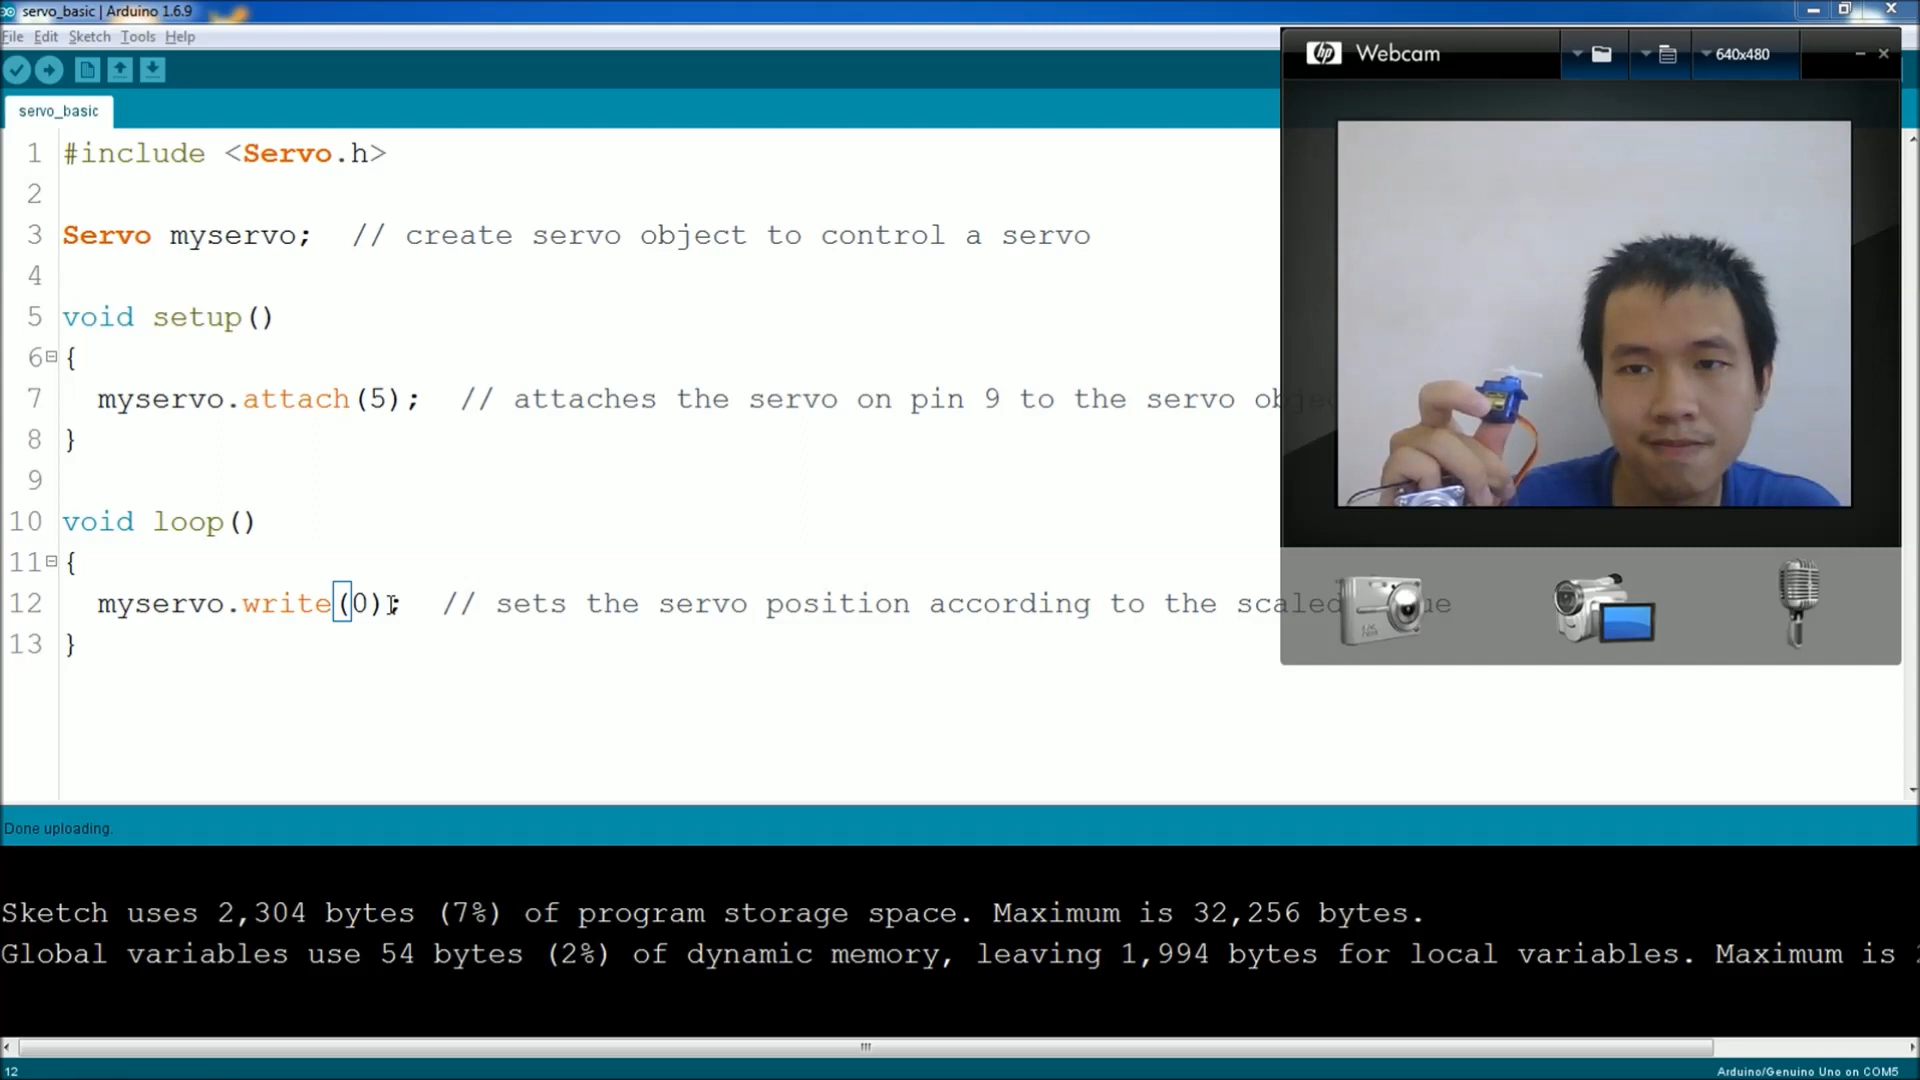 servo_basic | Arduino 1.6.9
File Edit Sketch Tools Help
hp Webcam 640x480
servo_basic
1 #include <Servo.h>
2
3 Servo myservo; // create servo object to control a servo
4
5 void setup()
6 {
7 myservo.attach(5); // attaches the servo on pin 9 to the servo object
8 }
9
10 void loop()
11 {
12 myservo.write(0); // sets the servo position according to the scaled ue
13 }
Done uploading.
Sketch uses 2,304 bytes (7%) of program storage space. Maximum is 32,256 bytes.
Global variables use 54 bytes (2%) of dynamic memory, leaving 1,994 bytes for local variables. Maximum is
12
Arduino/Genuino Uno on COM5